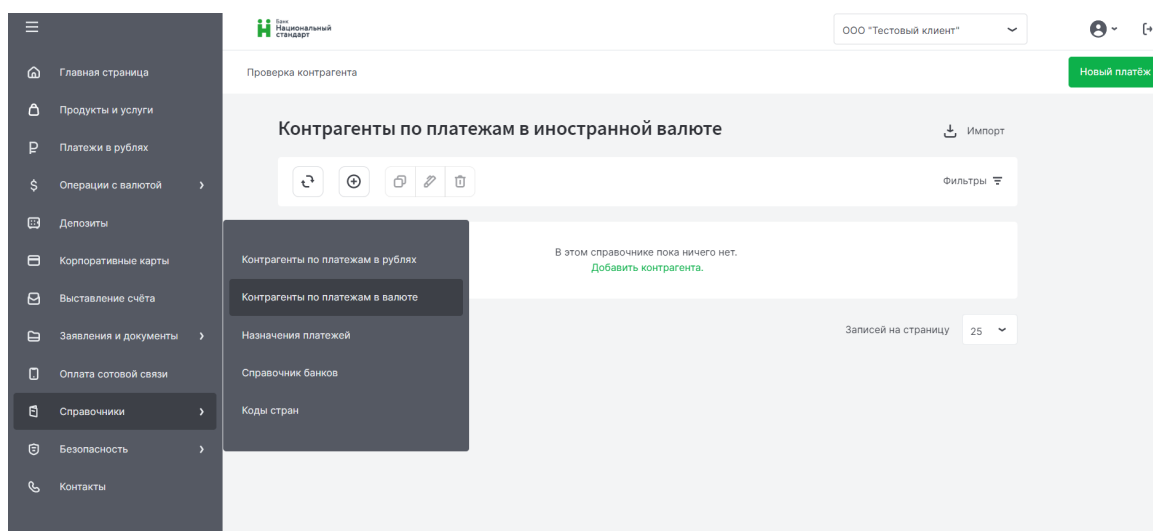 Банк
Национальный
стандарт
ООО "Тестовый клиент"
Главная страница
Продукты и услуги
Платежи в рублях
Операции с валютой
Депозиты
Корпоративные карты
Выставление счёта
Заявления и документы
Оплата сотовой связи
Справочники
Безопасность
Контакты
Проверка контрагента
Новый платёж
Контрагенты по платежам в иностранной валюте
Импорт
Фильтры
Контрагенты по платежам в рублях
Контрагенты по платежам в валюте
Назначения платежей
Справочник банков
Коды стран
В этом справочнике пока ничего нет.
Добавить контрагента.
Записей на страницу
25